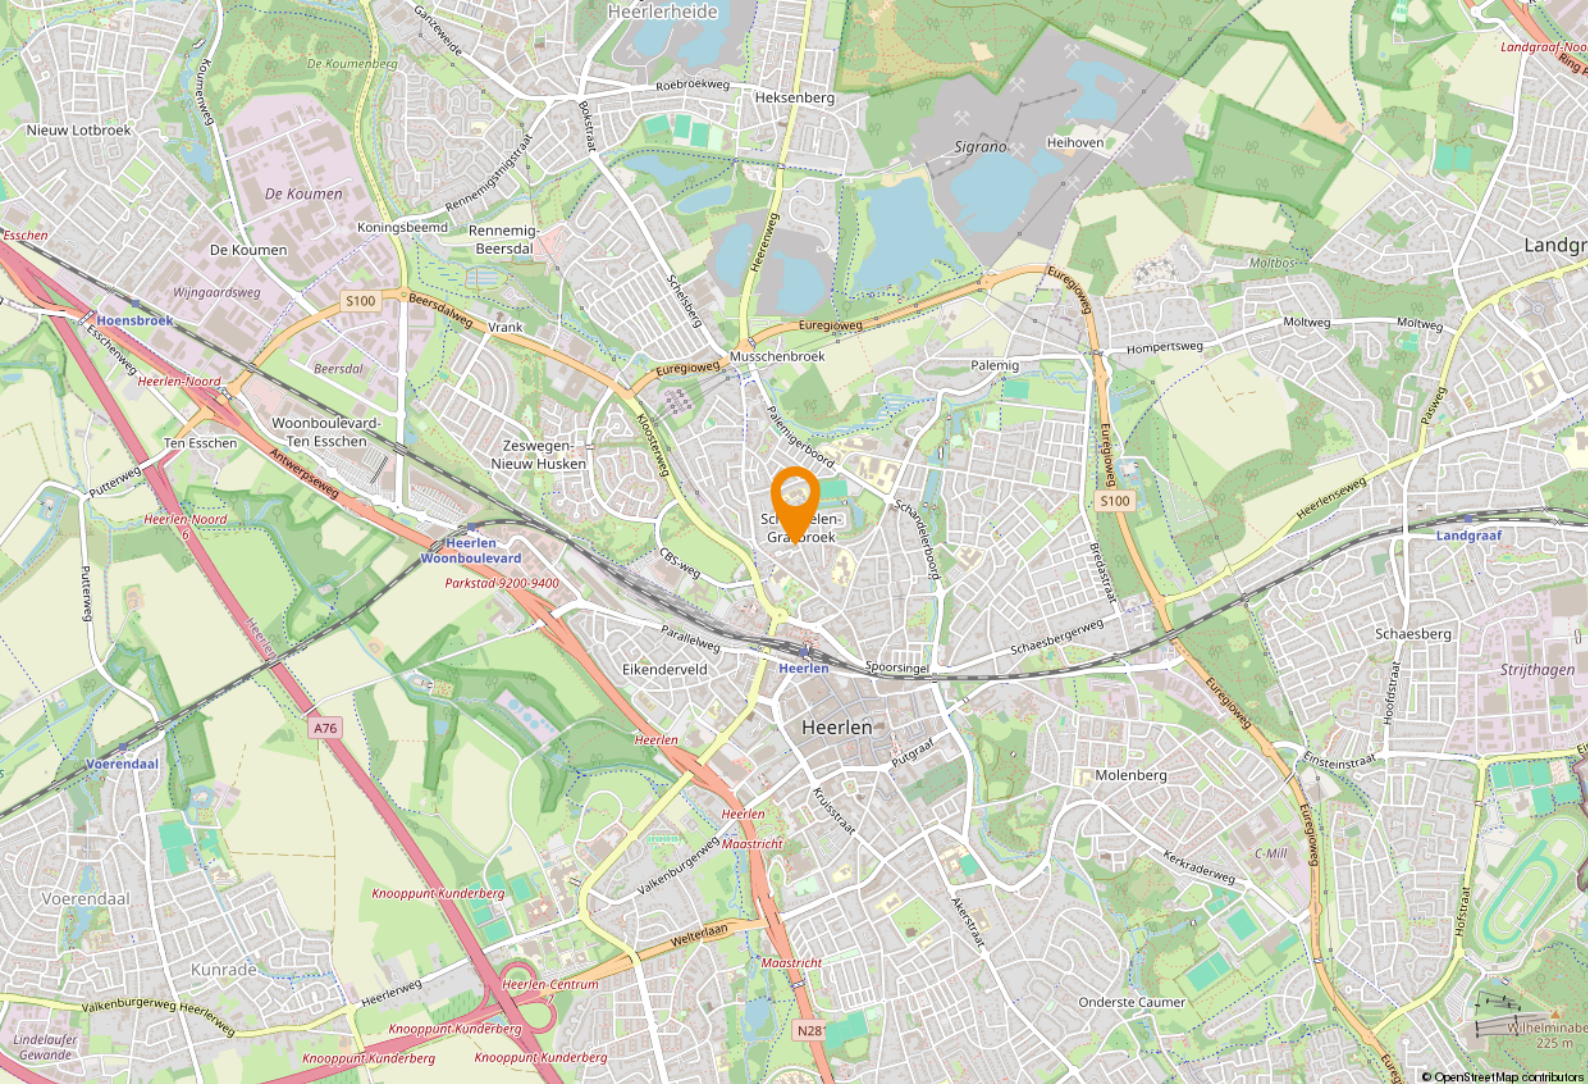 Heerlerheide
Ganzeweide
De Koumenberg
Koumenweg
Roebroekweg
Heksenberg
Bokstraat
Landgraaf-Noo
Ring P
Nieuw Lotbroek
Sigrano
Heihoven
De Koumen
Rennemigstraat
Esschen
De Koumen
Koningsbeemd
Rennemig-
Beersdal
Heerenweg
Landgr
Moltbos
Wijngaardsweg
S100
Beersdalweg
Schelsberg
Euregioweg
Hoensbroek
Esschenweg
Vrank
Euregioweg
Moltweg
Moltweg
Musschenbroek
Hompertsweg
Beersdal
Heerlen-Noord
Euregioweg
Palemig
Pasweg
Woonboulevard-
Ten Esschen
Ten Esschen
Zeswegen-
Nieuw Husken
Kloosterweg
Palemigerboord
Euregioweg
Antwerpseweg
Putterweg
S100
Heerlenseweg
Heerlen-Noord
6
Schandelerboord
Grasbroek
Heerlen
Woonboulevard
Landgraaf
CBS-weg
Bredastraat
Parkstad-9200-9400
Putterweg
Heerlen
Parallelweg
Schaesbergerweg
Schaesberg
Eikenderveld
Heerlen
Spoorsingel
Strijthagen
Hoofdstraat
Euregioweg
A76
Heerlen
Heerlen
Putgraaf
Voerendaal
Einsteinstraat
Molenberg
Kruisstraat
Heerlen
Maastricht
Euregioweg
C-Mill
Valkenburgerweg
Kerkraderweg
Knooppunt Kunderberg
Voerendaal
Akerstraat
Hofstraat
Welterlaan
Kunrade
Maastricht
Heerlerweg
Heerlen-Centrum
7
Onderste Caumer
Valkenburgerweg Heerlerweg
Knooppunt Kunderberg
N281
Lindelaufer
Gewande
Wilhelminabe
225 m
Knooppunt Kunderberg
Knooppunt Kunderberg
Eureg
© OpenStreetMap contributors